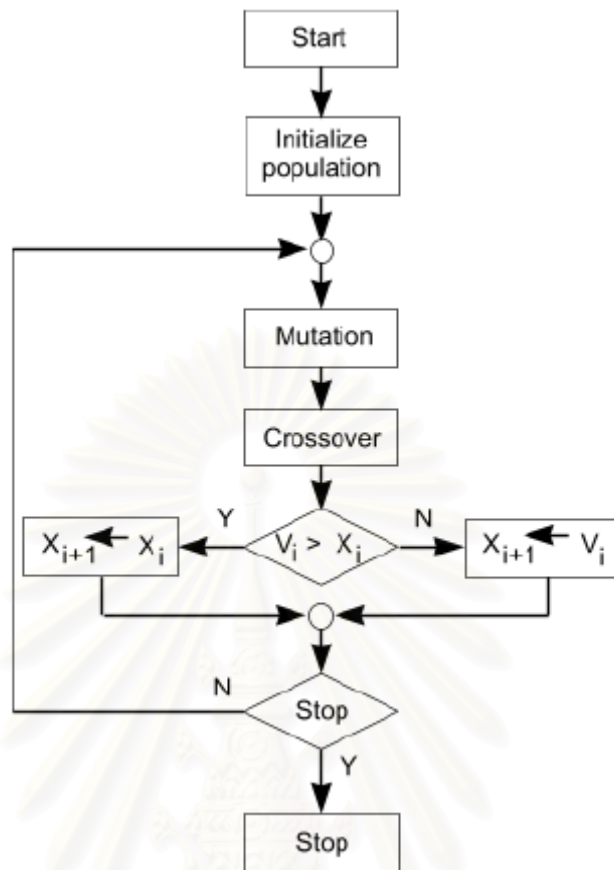 Start
Initialize
population
Mutation
Crossover
Y
N
X i+1 ← X i
V i > X i
X i+1 ← V i
N
Stop
Y
Stop